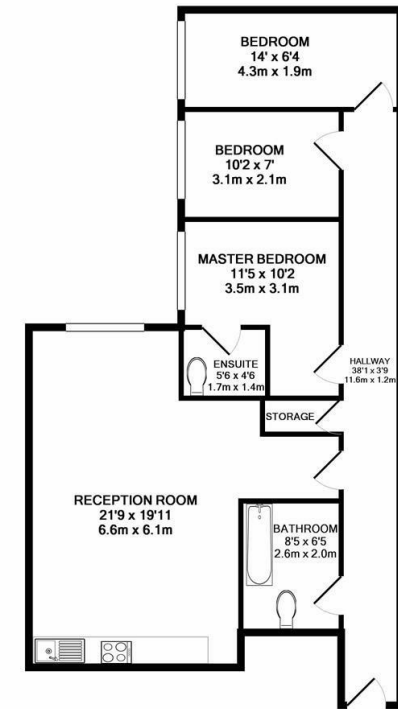 BEDROOM
14' x 6'4
4.3m x 1.9m
BEDROOM
10'2 x 7'
3.1m x 2.1m
MASTER BEDROOM
11'5 x 10'2
3.5m x 3.1m
ENSUITE
5'6 x 4'6
1.7m x 1.4m
HALLWAY
38'1 x 3'9
11.6m x 1.2m
STORAGE
RECEPTION ROOM
21'9 x 19'11
6.6m x 6.1m
BATHROOM
8'5 x 6'5
2.6m x 2.0m